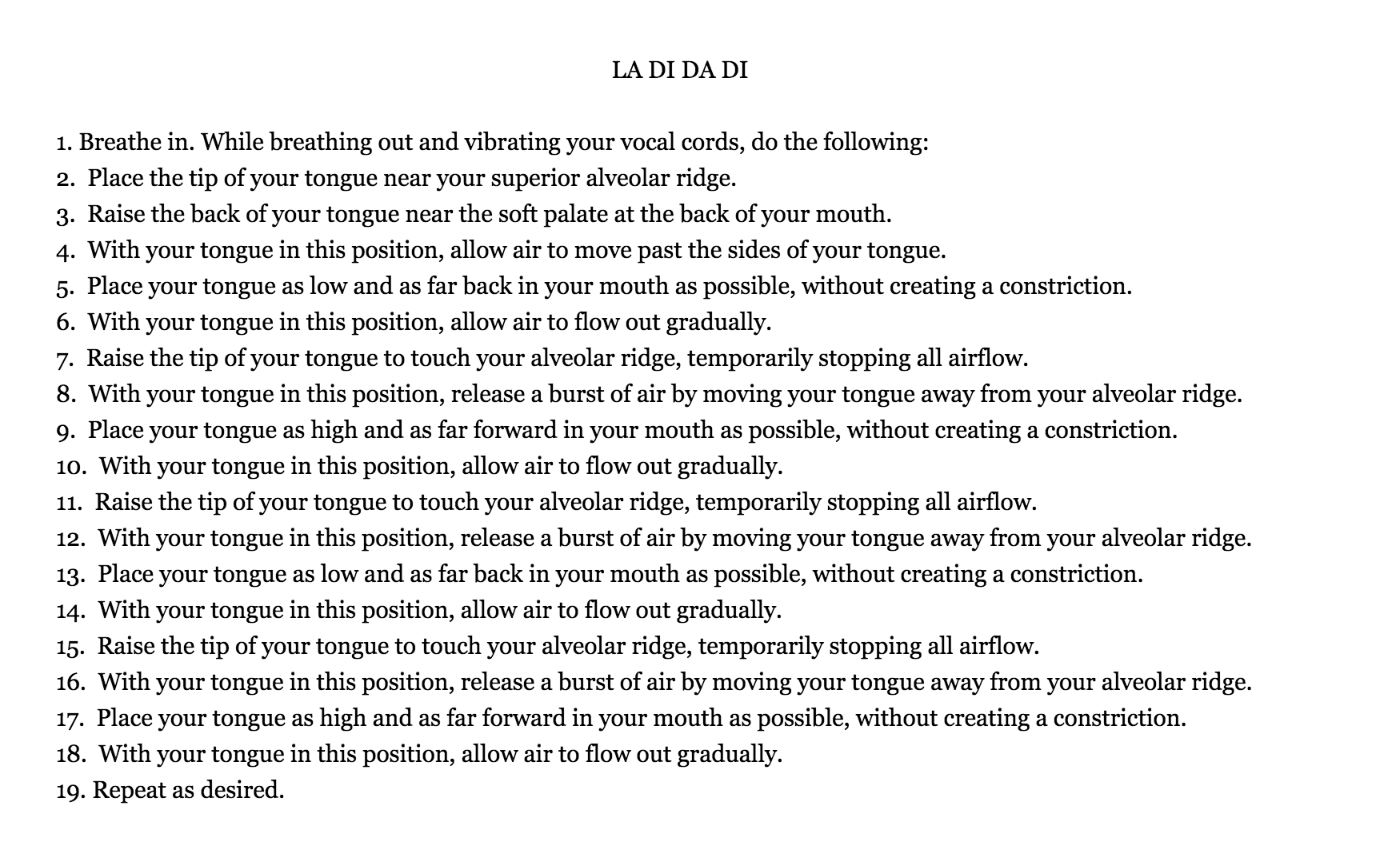 LA DI DA DI
1. Breathe in. While breathing out and vibrating your vocal cords, do the following:
2. Place the tip of your tongue near your superior alveolar ridge.
3. Raise the back of your tongue near the soft palate at the back of your mouth.
4. With your tongue in this position, allow air to move past the sides of your tongue.
5. Place your tongue as low and as far back in your mouth as possible, without creating a constriction.
6. With your tongue in this position, allow air to flow out gradually.
7. Raise the tip of your tongue to touch your alveolar ridge, temporarily stopping all airflow.
8. With your tongue in this position, release a burst of air by moving your tongue away from your alveolar ridge.
9. Place your tongue as high and as far forward in your mouth as possible, without creating a constriction.
10. With your tongue in this position, allow air to flow out gradually.
11. Raise the tip of your tongue to touch your alveolar ridge, temporarily stopping all airflow.
12. With your tongue in this position, release a burst of air by moving your tongue away from your alveolar ridge.
13. Place your tongue as low and as far back in your mouth as possible, without creating a constriction.
14. With your tongue in this position, allow air to flow out gradually.
15. Raise the tip of your tongue to touch your alveolar ridge, temporarily stopping all airflow.
16. With your tongue in this position, release a burst of air by moving your tongue away from your alveolar ridge.
17. Place your tongue as high and as far forward in your mouth as possible, without creating a constriction.
18. With your tongue in this position, allow air to flow out gradually.
19. Repeat as desired.